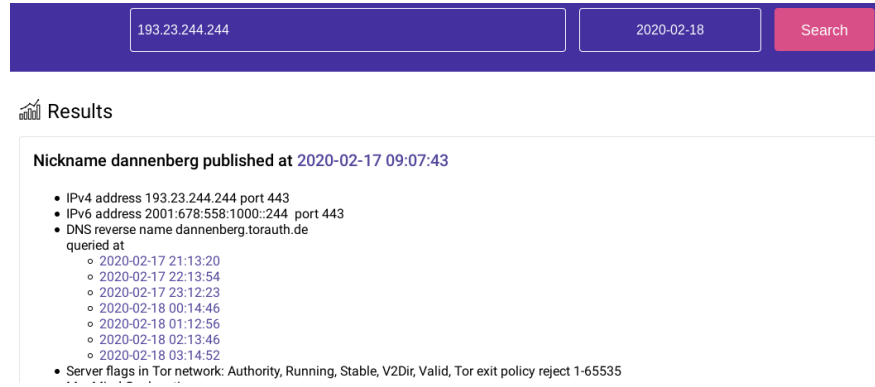 193.23.244.244 2020-02-18 Search
Results
Nickname dannenberg published at 2020-02-17 09:07:43
IPv4 address 193.23.244.244 port 443
IPv6 address 2001:678:558:1000::244 port 443
DNS reverse name dannenberg.torauth.de
queried at
2020-02-17 21:13:20
2020-02-17 22:13:54
2020-02-17 23:12:23
2020-02-18 00:14:46
2020-02-18 01:12:56
2020-02-18 02:13:46
2020-02-18 03:14:52
Server flags in Tor network: Authority, Running, Stable, V2Dir, Valid, Tor exit policy reject 1-65535